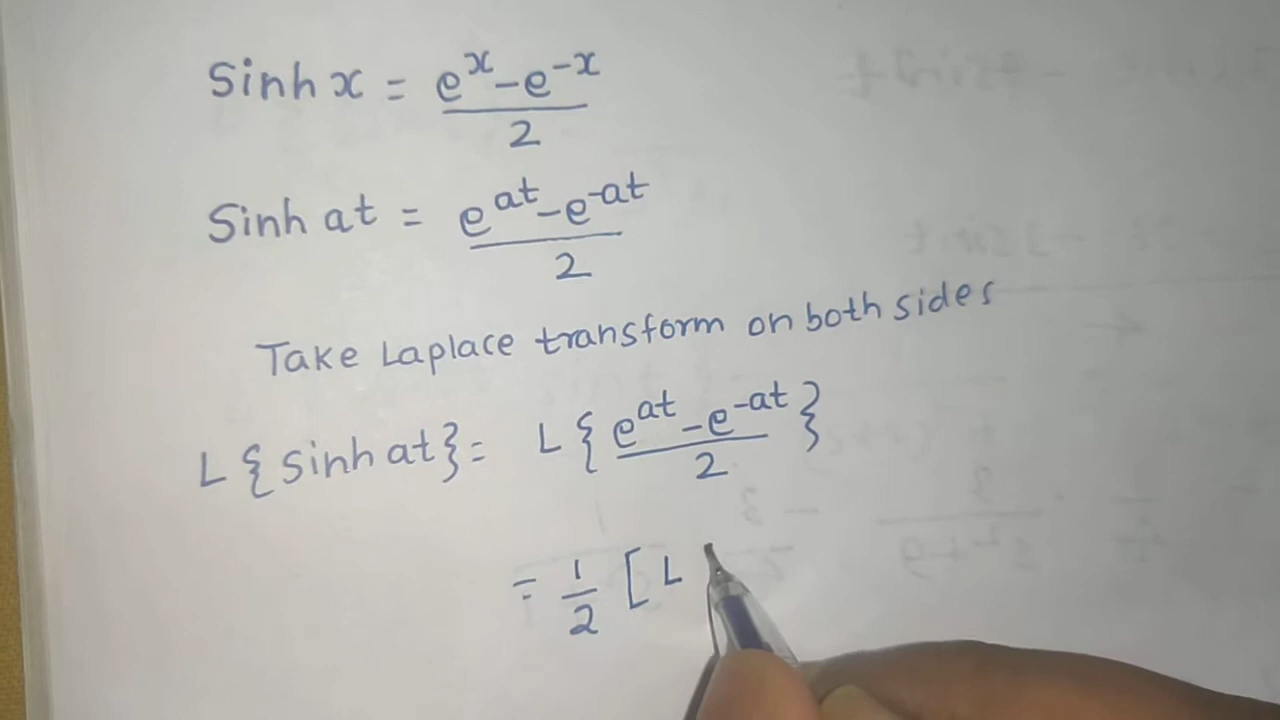 Sinh x = e^x - e^-x / 2
Sinh at = e^at - e^-at / 2
Take Laplace transform on both sides
L{sinh at} = L{e^at - e^-at / 2}
= 1/2 [L